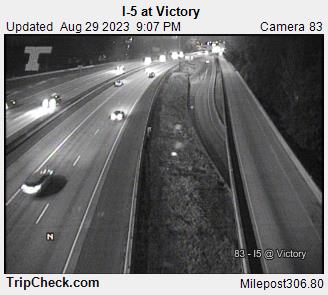 I-5 at Victory
Updated  Aug 29 2023  9:07 PM
Camera 83
T
N
83 - I5 @ Victory
TripCheck.com
Milepost306.80